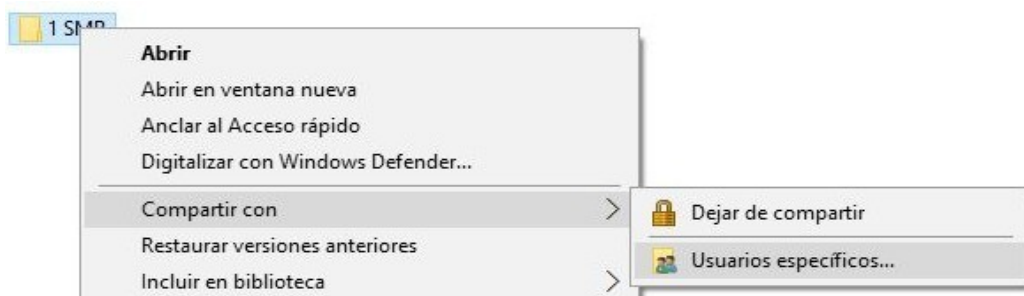 1 SMB
Abrir
Abrir en ventana nueva
Anclar al Acceso rápido
Digitalizar con Windows Defender...
Compartir con
Dejar de compartir
Restaurar versiones anteriores
Usuarios específicos...
Incluir en biblioteca